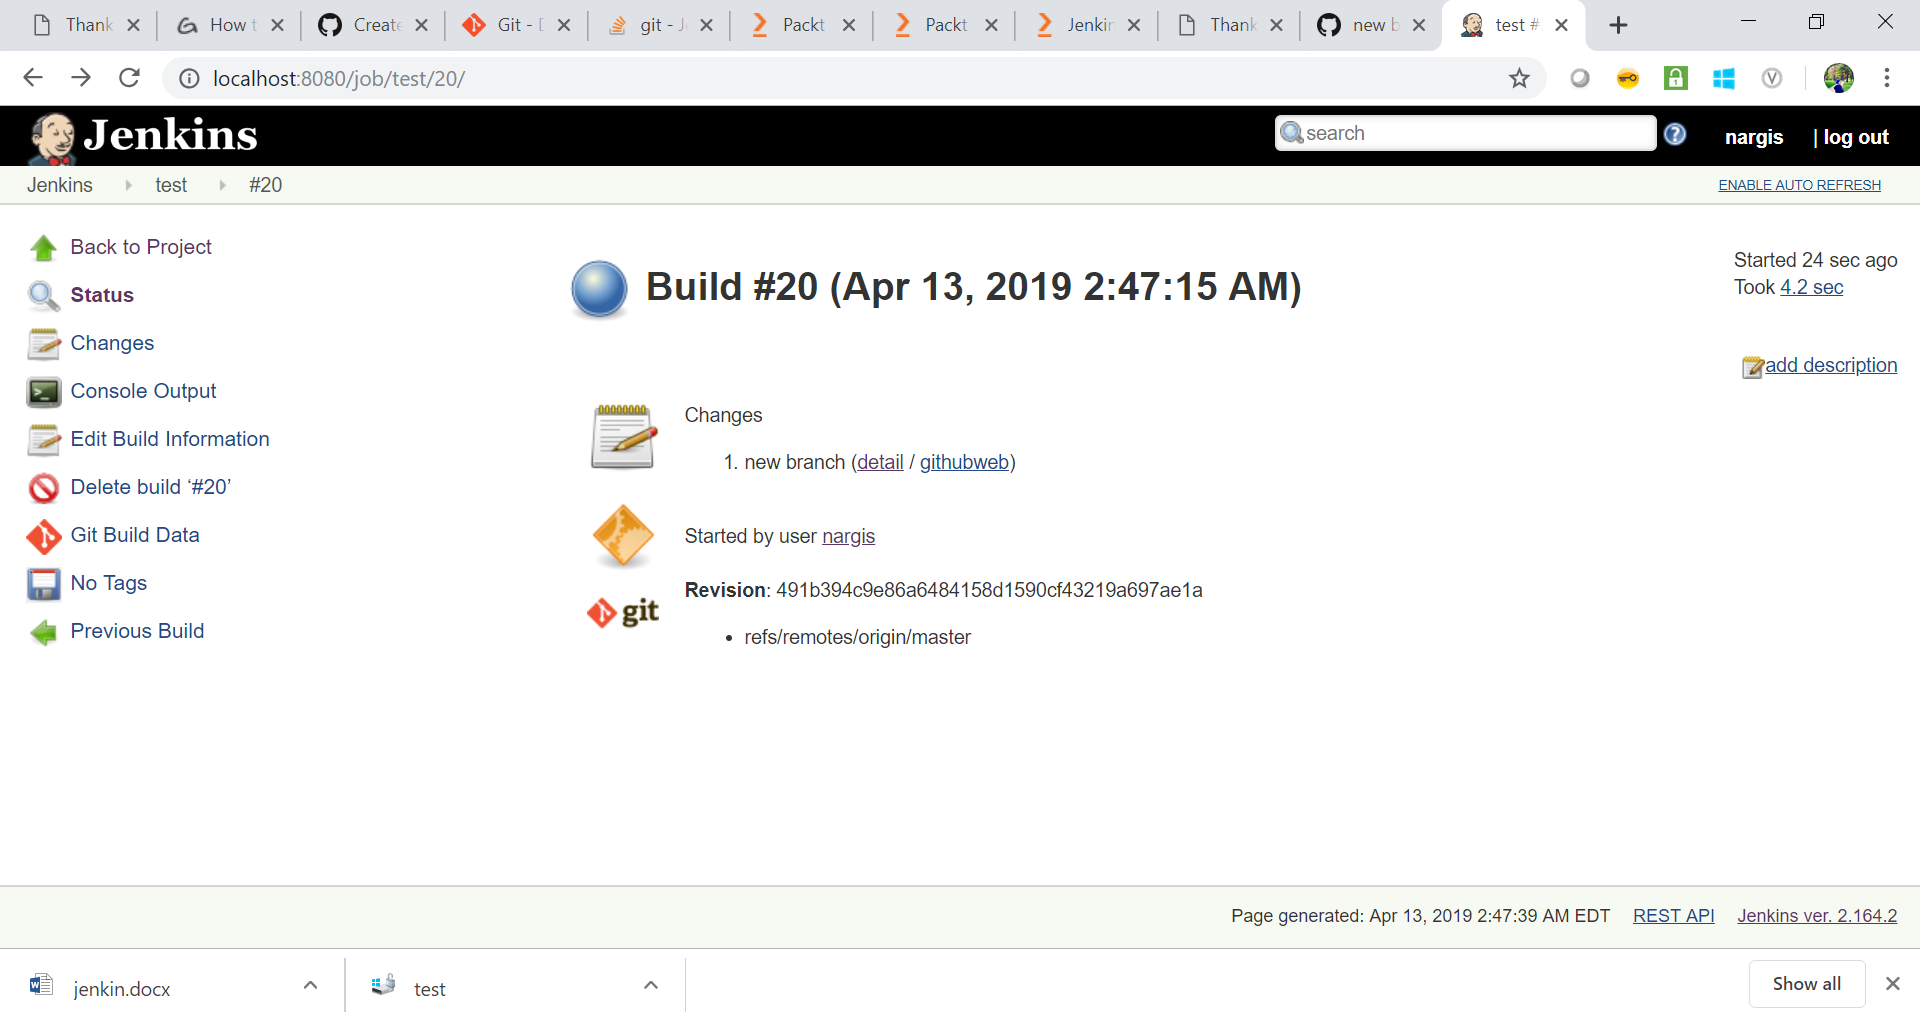 Thank
How t
Create
Git - D
git - Je
Packt
Packt
Jenkin
Thank
new b
test #
localhost:8080/job/test/20/
Jenkins
search
nargis
| log out
Jenkins
test
#20
ENABLE AUTO REFRESH
Back to Project
Status
Changes
Console Output
Edit Build Information
Delete build ‘#20’
Git Build Data
No Tags
Previous Build
Build #20 (Apr 13, 2019 2:47:15 AM)
Started 24 sec ago
Took 4.2 sec
add description
Changes
1. new branch (detail / githubweb)
Started by user nargis
git
Revision: 491b394c9e86a6484158d1590cf43219a697ae1a
• refs/remotes/origin/master
Page generated: Apr 13, 2019 2:47:39 AM EDT
REST API
Jenkins ver. 2.164.2
jenkin.docx
test
Show all